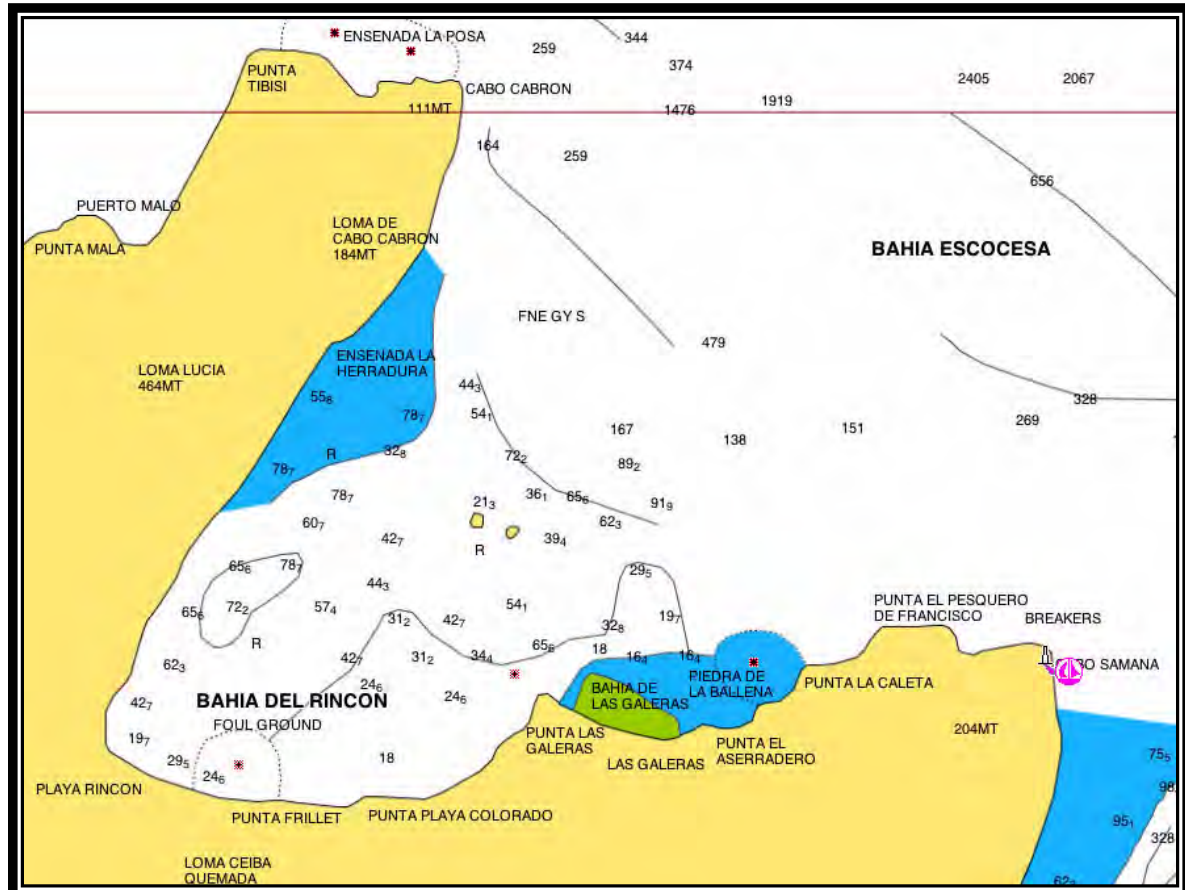 ENSENADA LA POSA
344
259
PUNTA
TIBISI
374
2405
2067
CABO CABRON
111MT
1476
1919
164
259
656
PUERTO MALO
PUNTA MALA
LOMA DE
CABO CABRON
184MT
BAHIA ESCOCESA
FNE GY S
479
ENSENADA LA
HERRADURA
LOMA LUCIA
464MT
44₃
55₈
78₇
54₁
328
269
151
167
138
R
32₈
72₂
89₂
78₇
78₇
21₃
36₁
65₆
91₉
60₇
62₃
42₇
39₄
R
65₆
78₇
44₃
29₅
65₆
72₂
57₄
54₁
31₂
42₇
32₈
19₇
PUNTA EL PESQUERO
DE FRANCISCO
BREAKERS
R
65₆
18
16₄
16₄
62₃
42₇
31₂
34₄
SAMANA
24₆
24₆
BAHIA DE
LAS GALERAS
PIEDRA DE
LA BALLENA
PUNTA LA CALETA
42₇
BAHIA DEL RINCON
FOUL GROUND
204MT
19₇
PUNTA LAS
GALERAS
PUNTA EL
ASERRADERO
29₅
24₆
18
LAS GALERAS
75₅
PLAYA RINCON
PUNTA FRILLET
PUNTA PLAYA COLORADO
95₁
328
LOMA CEIBA
QUEMADA